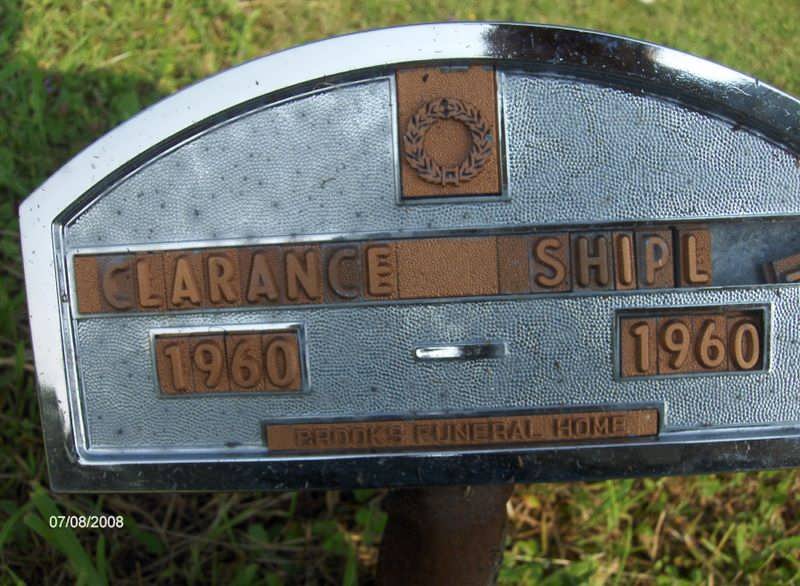 CLARANCE SHIPL
1960 1960
BROOKS FUNERAL HOME
07/08/2008